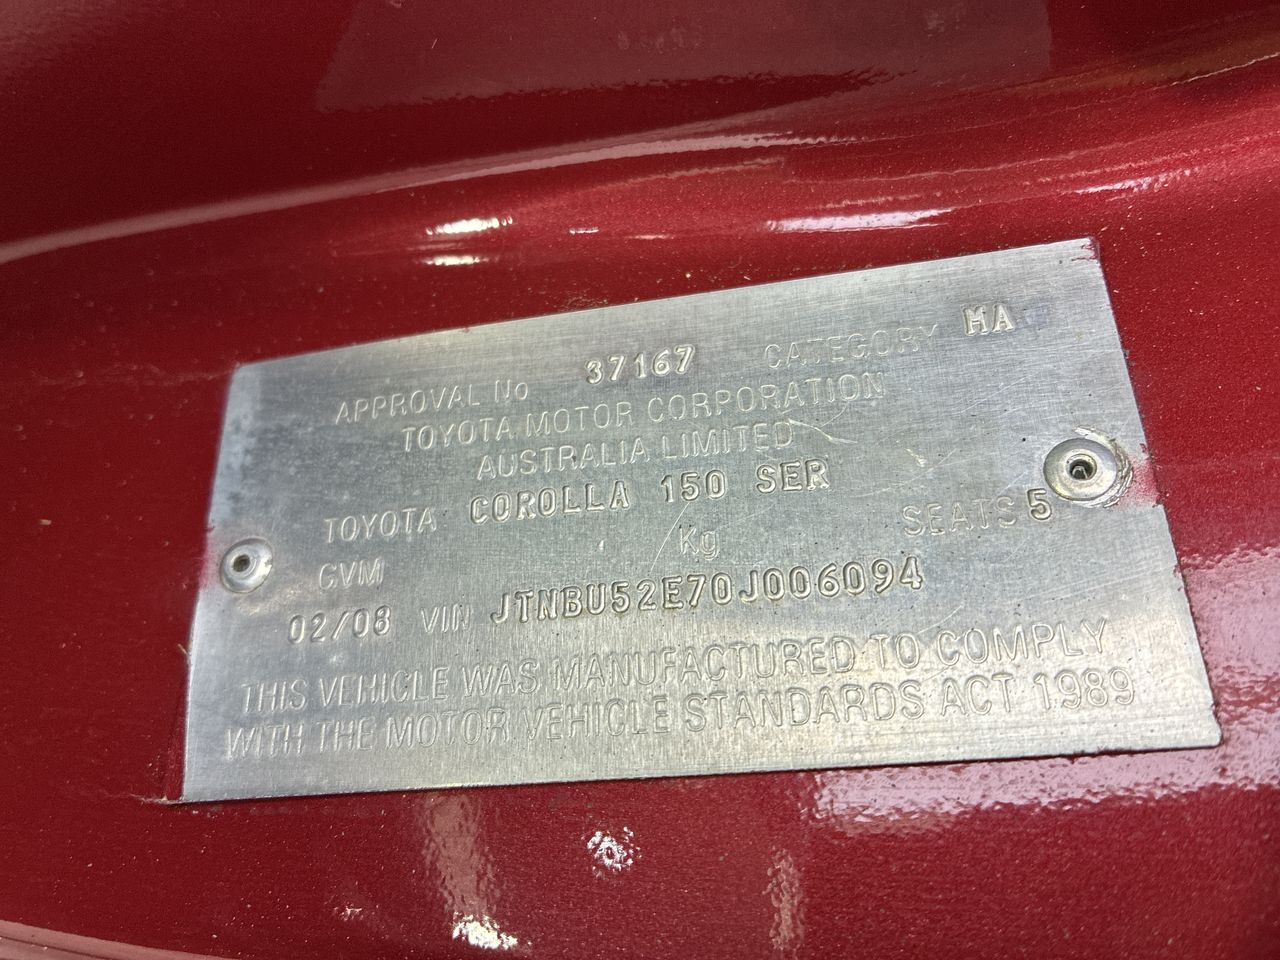 APPROVAL No 37167 CATEGORY MA
TOYOTA MOTOR CORPORATION
AUSTRALIA LIMITED
TOYOTA COROLLA 150 SER
GVM Kg SEATS 5
02/08 VIN JTNBU52E70J006094
THIS VEHICLE WAS MANUFACTURED TO COMPLY
WITH THE MOTOR VEHICLE STANDARDS ACT 1989